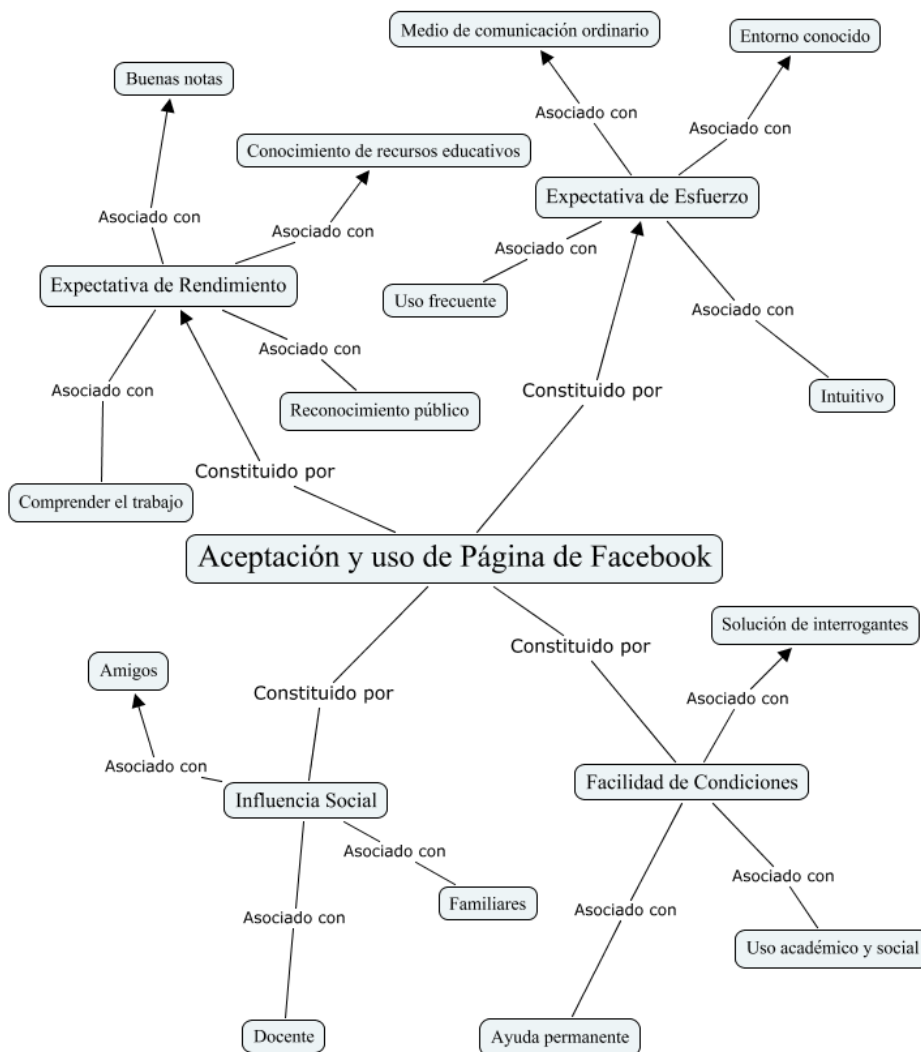 Medio de comunicación ordinario
Entorno conocido
Buenas notas
Asociado con
Asociado con
Conocimiento de recursos educativos
Expectativa de Esfuerzo
Asociado con
Asociado con
Asociado con
Expectativa de Rendimiento
Uso frecuente
Asociado con
Asociado con
Asociado con
Constituido por
Intuitivo
Reconocimiento público
Constituido por
Comprender el trabajo
Aceptación y uso de Página de Facebook
Solución de interrogantes
Constituido por
Amigos
Constituido por
Asociado con
Asociado con
Facilidad de Condiciones
Influencia Social
Asociado con
Asociado con
Familiares
Asociado con
Asociado con
Uso académico y social
Docente
Ayuda permanente